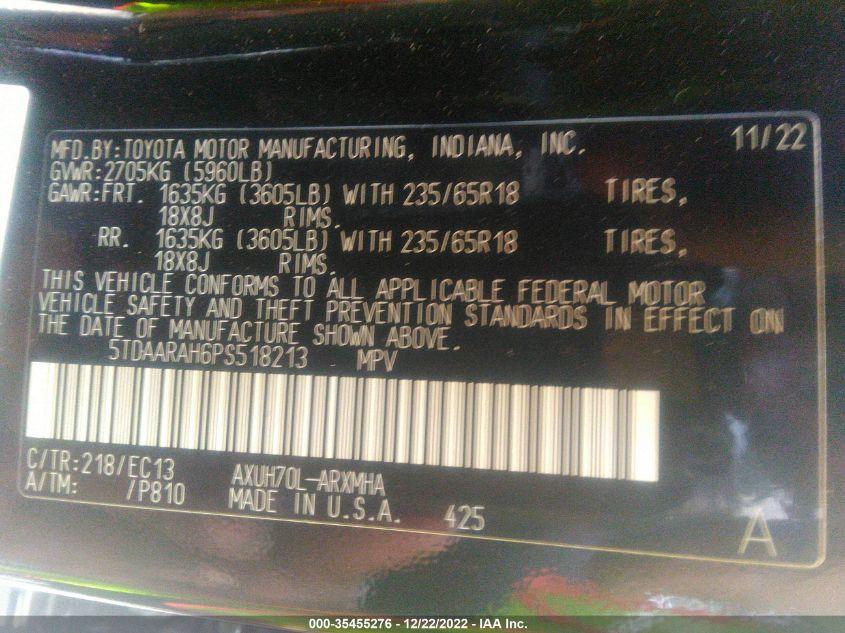 MFD.BY:TOYOTA MOTOR MANUFACTURING, INDIANA, INC. 11/22
GVWR:2705KG (5960LB)
GAWR:FRT. 1635KG (3605LB) WITH 235/65R18 TIRES,
18X8J RIMS.
RR. 1635KG (3605LB) WITH 235/65R18 TIRES,
18X8J RIMS.
THIS VEHICLE CONFORMS TO ALL APPLICABLE FEDERAL MOTOR
VEHICLE SAFETY AND THEFT PREVENTION STANDARDS IN EFFECT ON
THE DATE OF MANUFACTURE SHOWN ABOVE.
5TDAARAH6PS518213 MPV
C/TR:218/EC13 AXUH70L-ARXMHA
A/TM: /P810 MADE IN U.S.A. 425
A
000-35455276 - 12/22/2022 - IAA Inc.